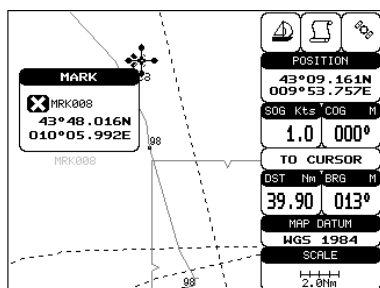 MARK
MRK008
43°48.016N
010°05.992E
MRK008
98
98
POSITION
43°09.161N
009°53.757E
SOG Kts COG M
1.0 000°
TO CURSOR
DST Nm BRG M
39.90 013°
MAP DATUM
WGS 1984
SCALE
2.0Nm